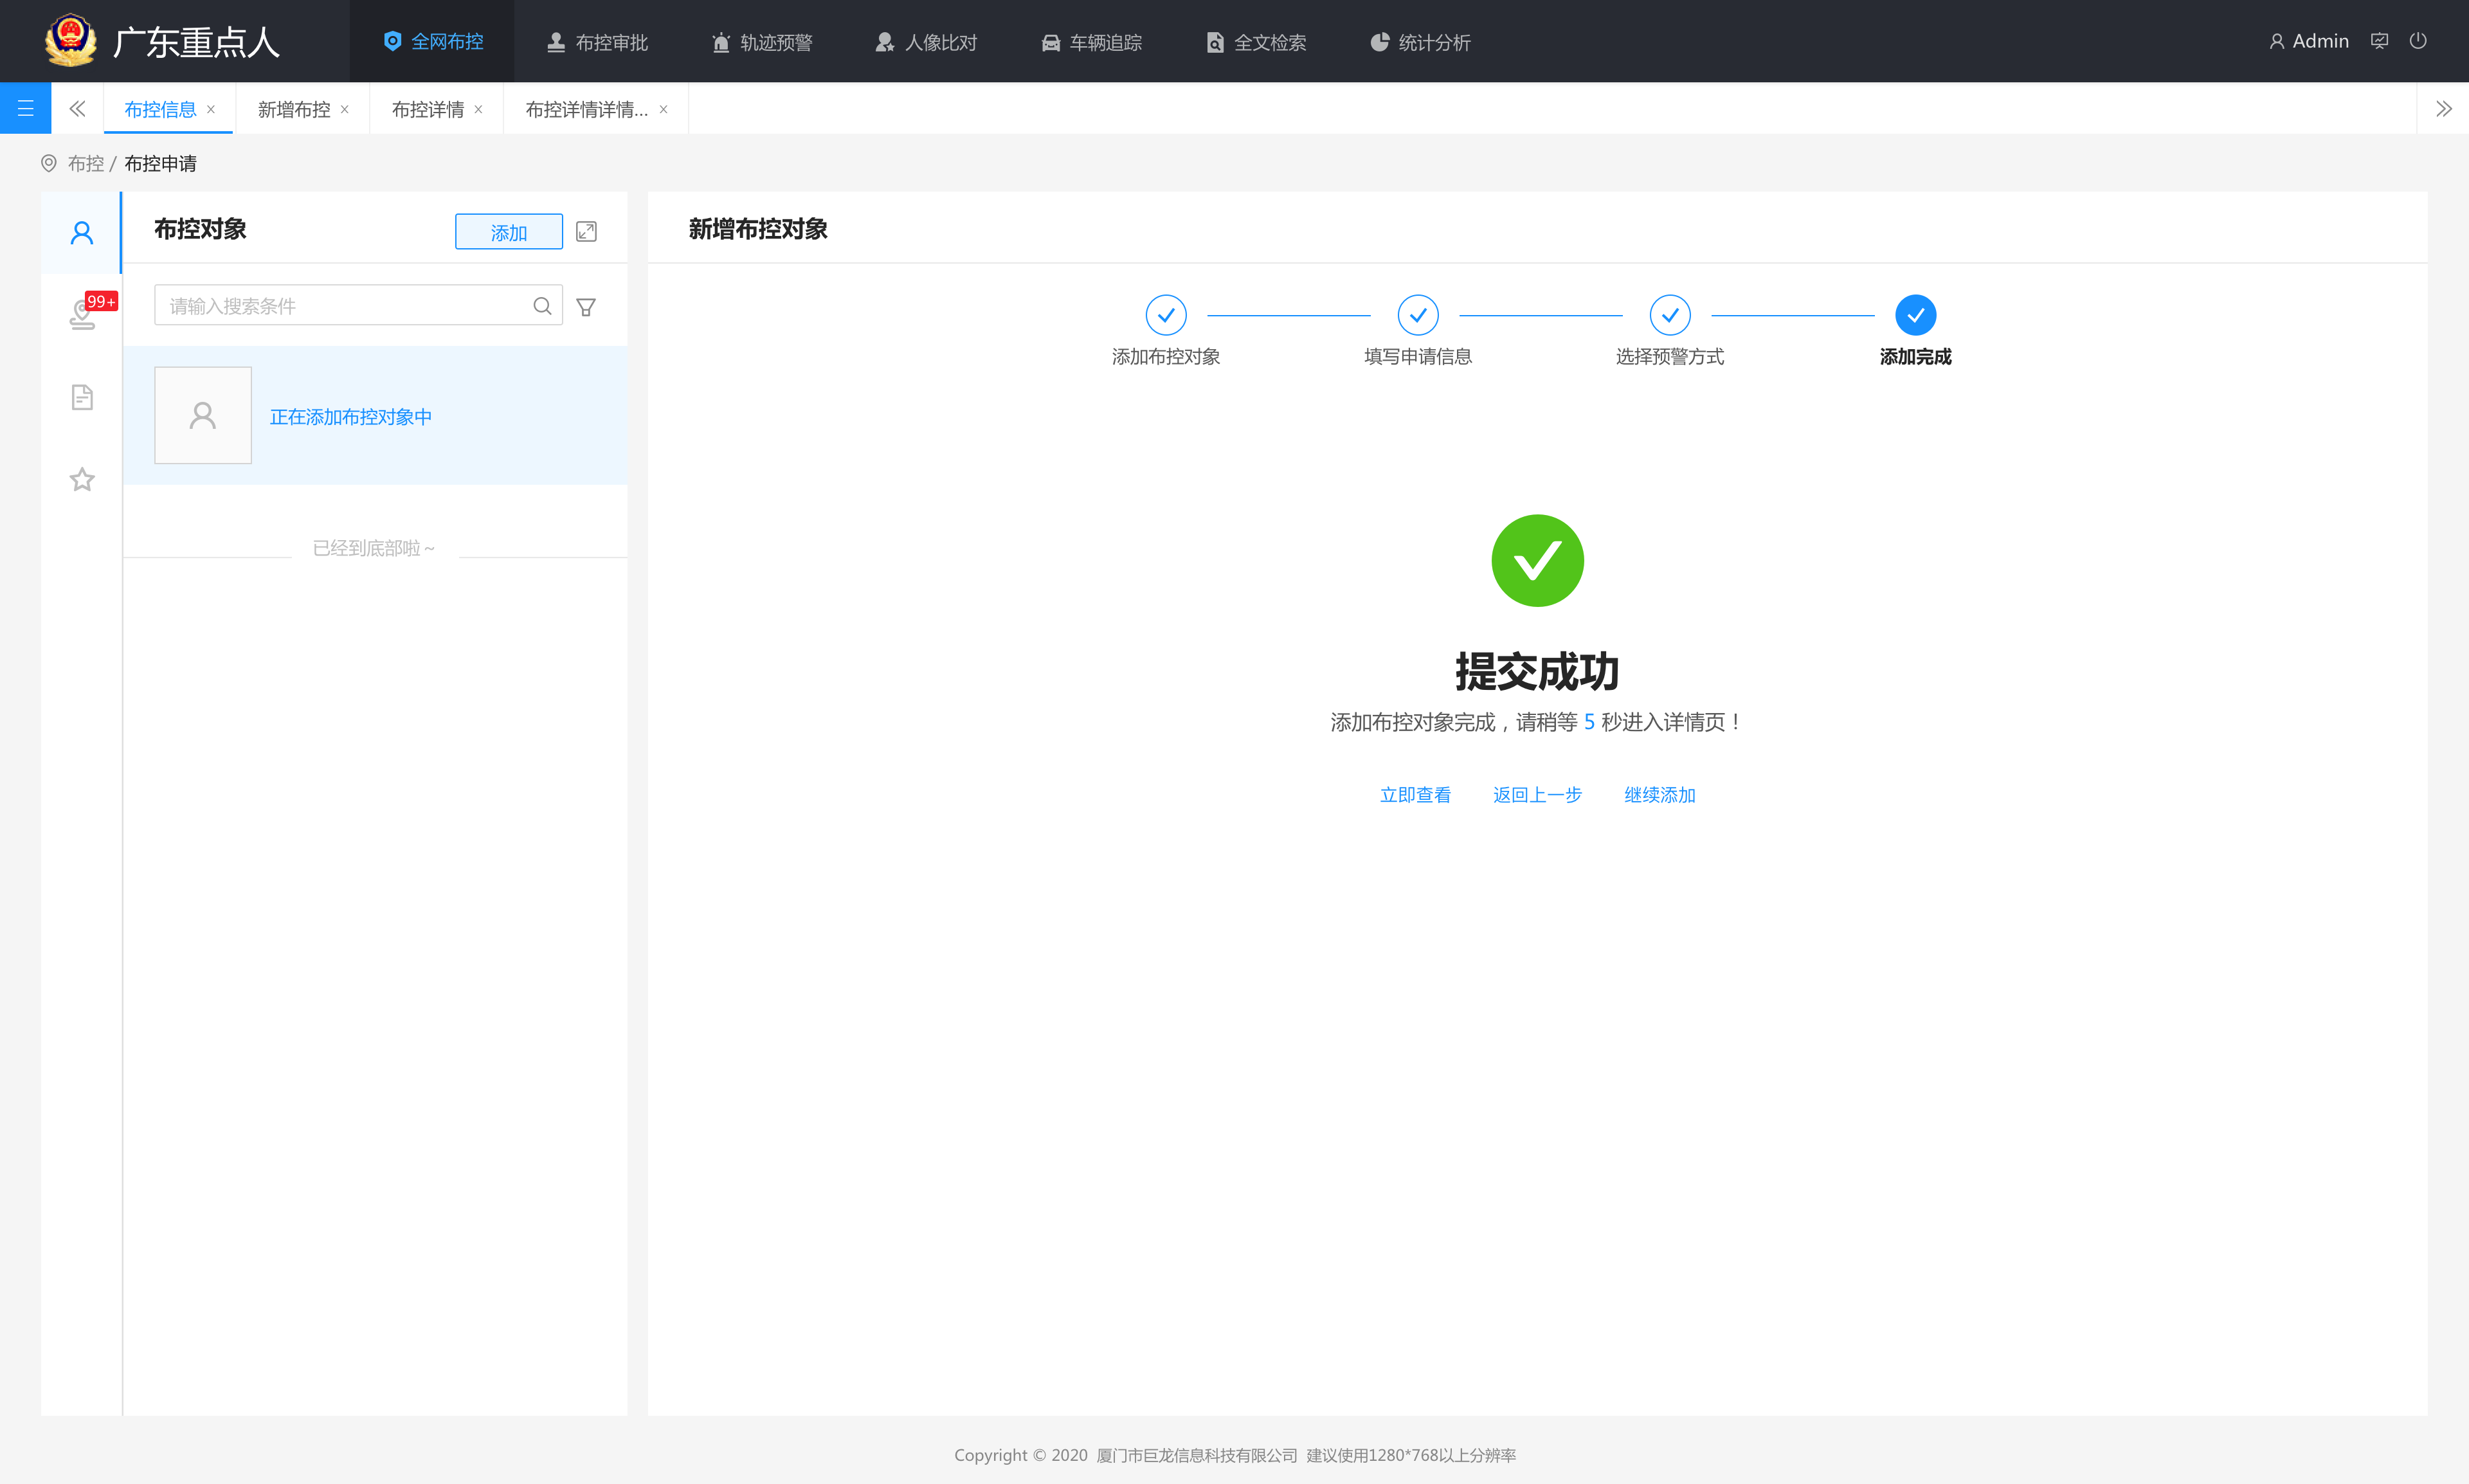 广东重点人
全网布控
布控审批
轨迹预警
人像比对
车辆追踪
全文检索
统计分析
Admin
布控信息 ×
新增布控 ×
布控详情 ×
布控详情详情... ×
布控 / 布控申请
布控对象
添加
99+
请输入搜索条件
正在添加布控对象中
已经到底部啦～
新增布控对象
添加布控对象
填写申请信息
选择预警方式
添加完成
提交成功
添加布控对象完成，请稍等 5 秒进入详情页！
立即查看
返回上一步
继续添加
Copyright © 2020 厦门市巨龙信息科技有限公司 建议使用1280*768以上分辨率